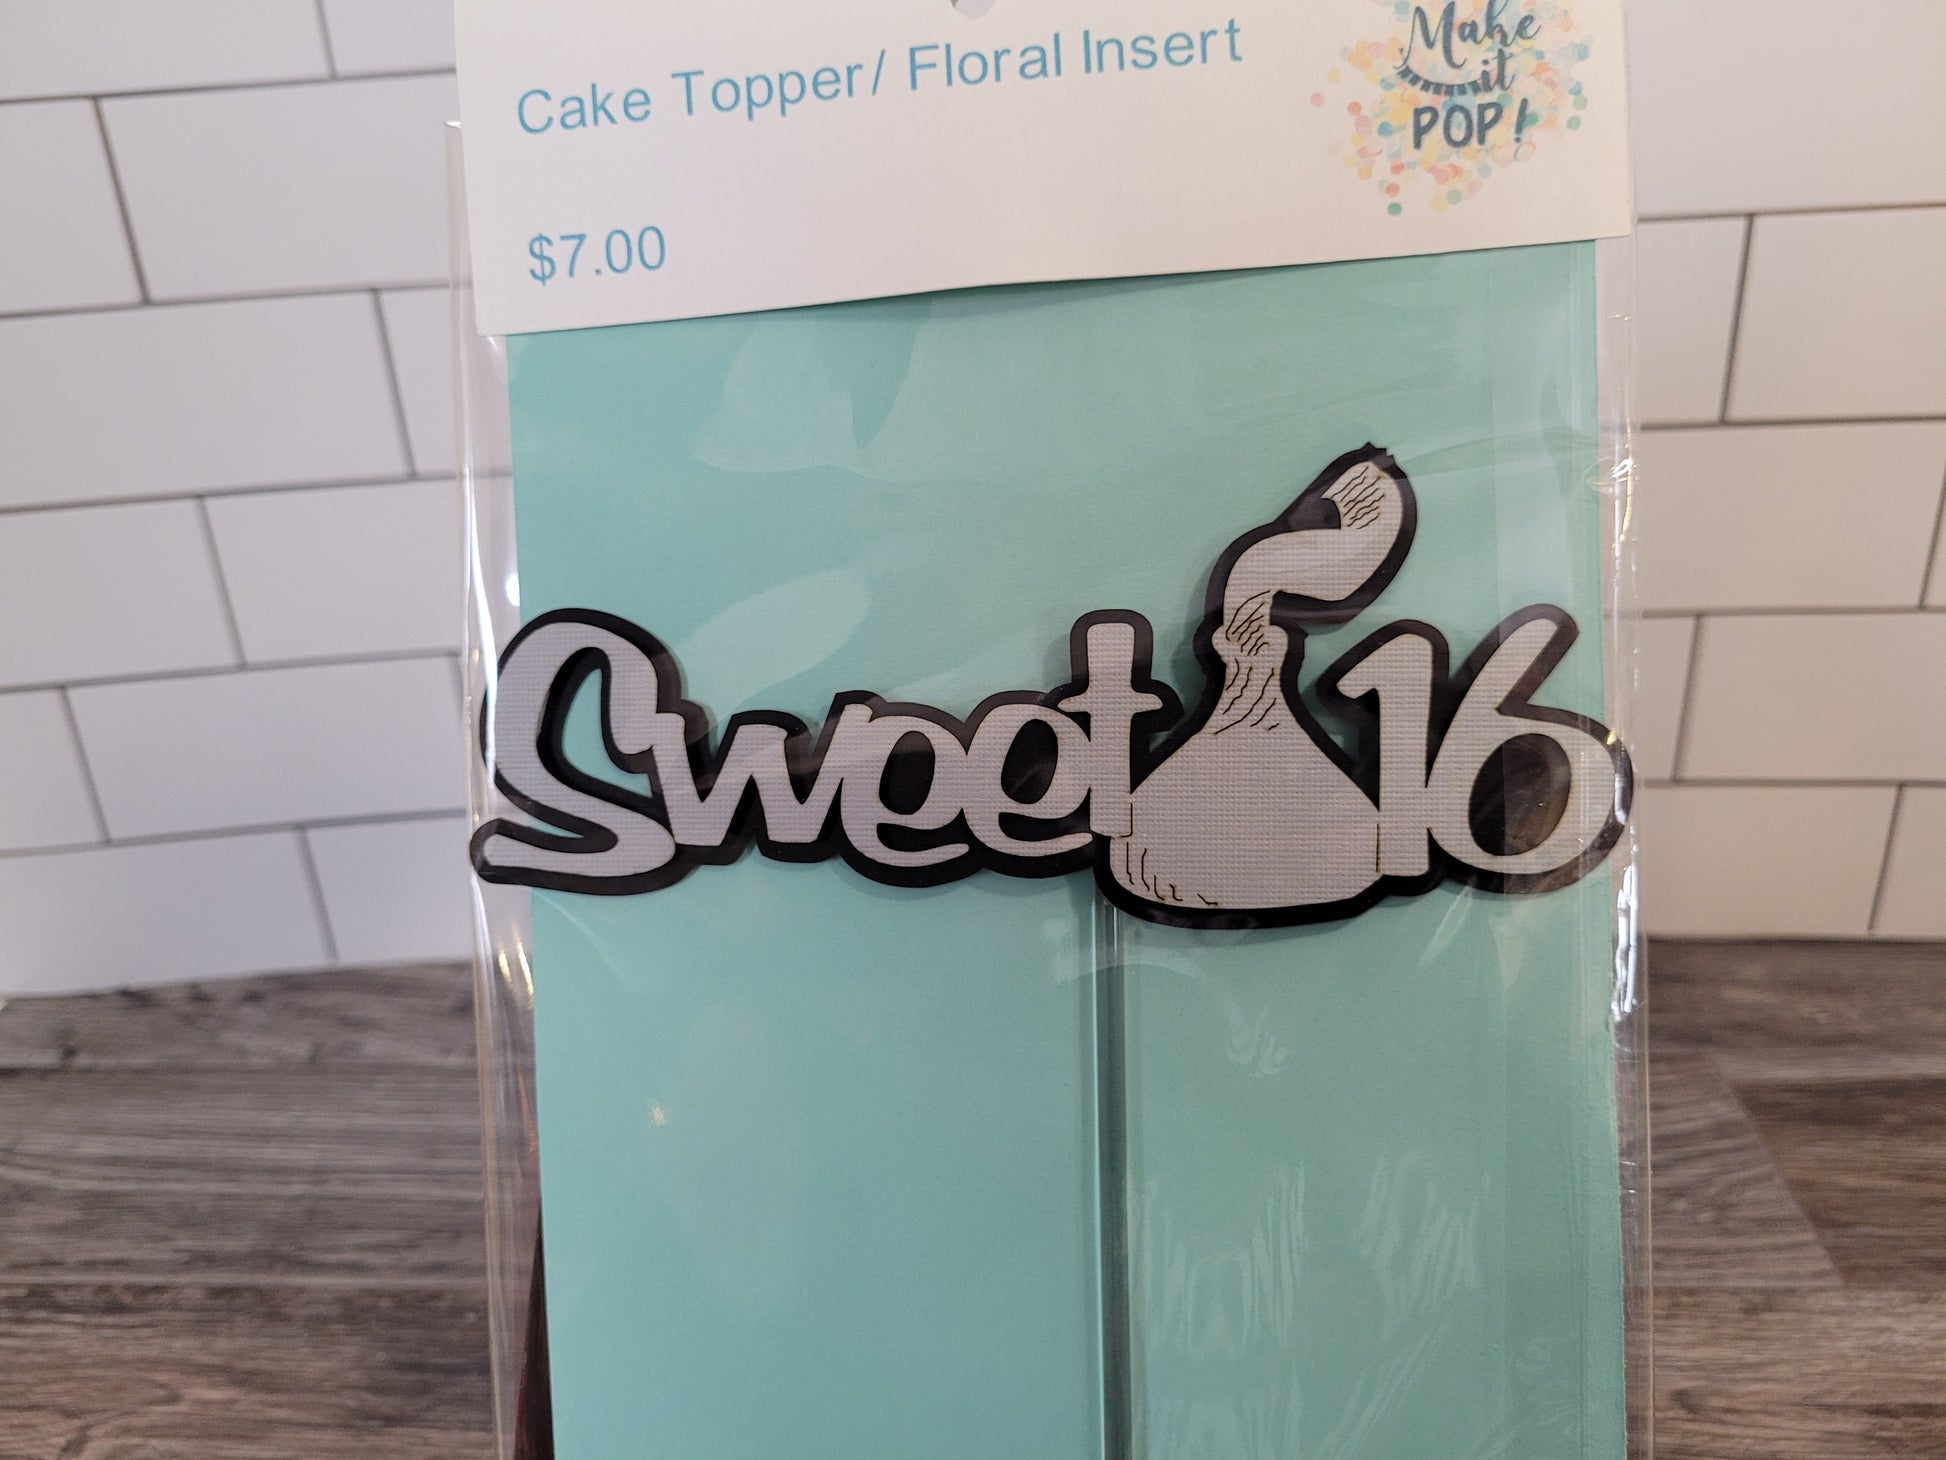 Cake Topper/ Floral Insert
Make
it
POP!
$7.00
Sweet 16